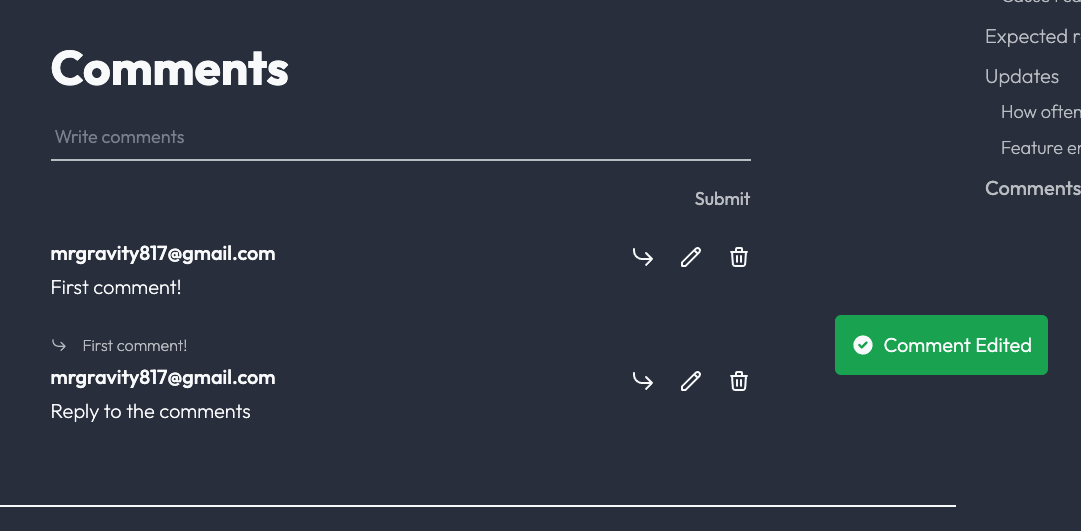 Comments
Write comments
Submit
mrgravity817@gmail.com
First comment!
First comment!
mrgravity817@gmail.com
Reply to the comments
Expected r
Updates
How often
Feature er
Comments
Comment Edited